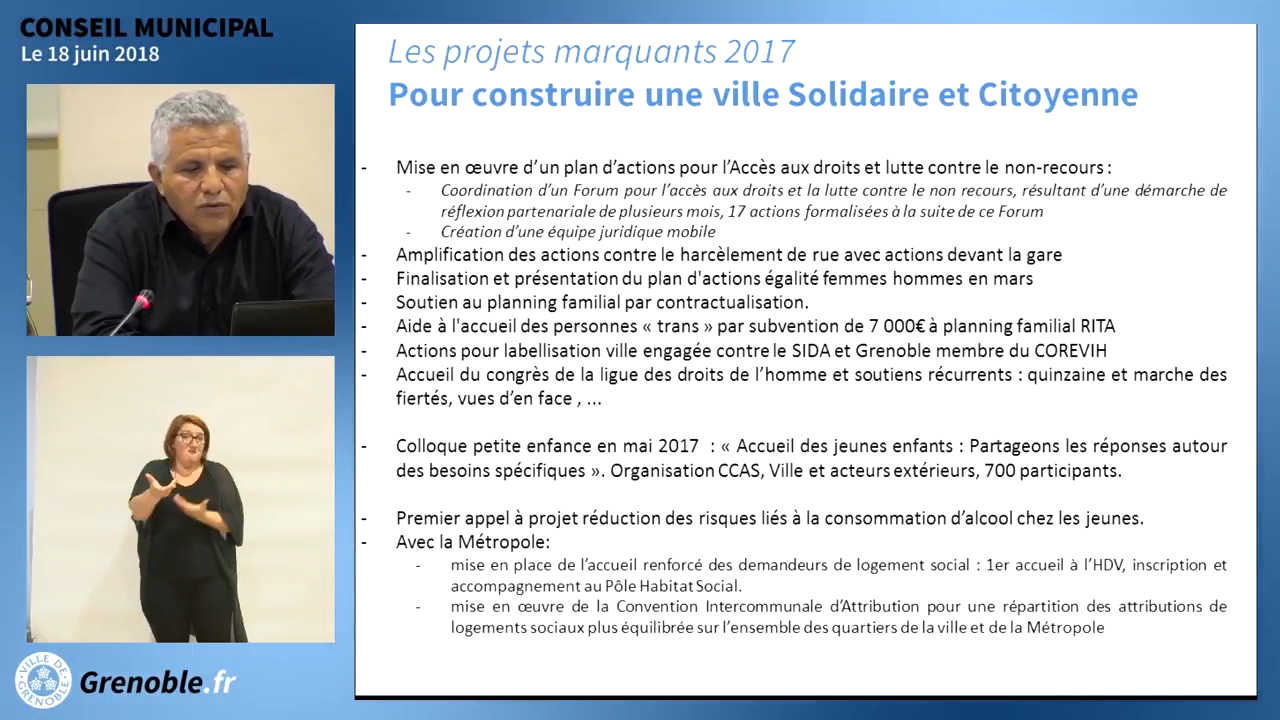 CONSEIL MUNICIPAL
Le 18 juin 2018
Les projets marquants 2017
Pour construire une ville Solidaire et Citoyenne
- Mise en œuvre d’un plan d’actions pour l’Accès aux droits et lutte contre le non-recours :
- Coordination d’un Forum pour l’accès aux droits et la lutte contre le non recours, résultant d’une démarche de
réflexion partenariale de plusieurs mois, 17 actions formalisées à la suite de ce Forum
- Création d’une équipe juridique mobile
- Amplification des actions contre le harcèlement de rue avec actions devant la gare
- Finalisation et présentation du plan d'actions égalité femmes hommes en mars
- Soutien au planning familial par contractualisation.
- Aide à l'accueil des personnes « trans » par subvention de 7 000€ à planning familial RITA
- Actions pour labellisation ville engagée contre le SIDA et Grenoble membre du COREVIH
- Accueil du congrès de la ligue des droits de l’homme et soutiens récurrents : quinzaine et marche des
fiertés, vues d’en face , ...
- Colloque petite enfance en mai 2017 : « Accueil des jeunes enfants : Partageons les réponses autour
des besoins spécifiques ». Organisation CCAS, Ville et acteurs extérieurs, 700 participants.
- Premier appel à projet réduction des risques liés à la consommation d’alcool chez les jeunes.
- Avec la Métropole:
- mise en place de l’accueil renforcé des demandeurs de logement social : 1er accueil à l’HDV, inscription et
accompagnement au Pôle Habitat Social.
- mise en œuvre de la Convention Intercommunale d’Attribution pour une répartition des attributions de
logements sociaux plus équilibrée sur l’ensemble des quartiers de la ville et de la Métropole
VILLE DE
GRENOBLE
Grenoble.fr